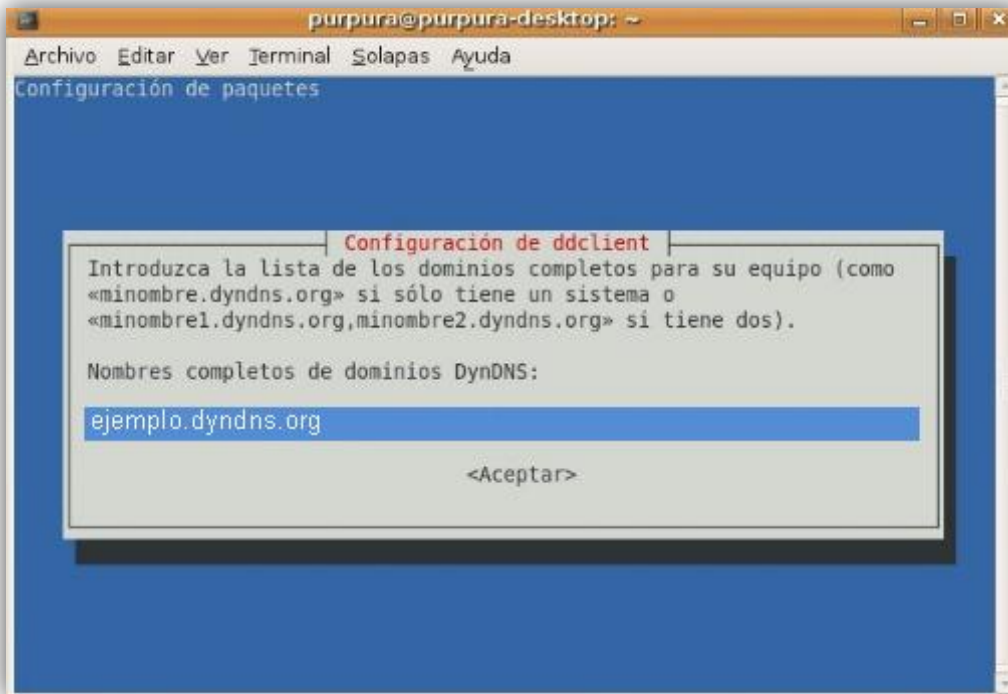 purpura@purpura-desktop: ~
Archivo Editar Ver Terminal Solapas Ayuda
Configuración de paquetes
Configuración de ddclient
Introduzca la lista de los dominios completos para su equipo (como
«minombre.dyndns.org» si sólo tiene un sistema o
«minombre1.dyndns.org,minombre2.dyndns.org» si tiene dos).
Nombres completos de dominios DynDNS:
ejemplo.dyndns.org
<Aceptar>